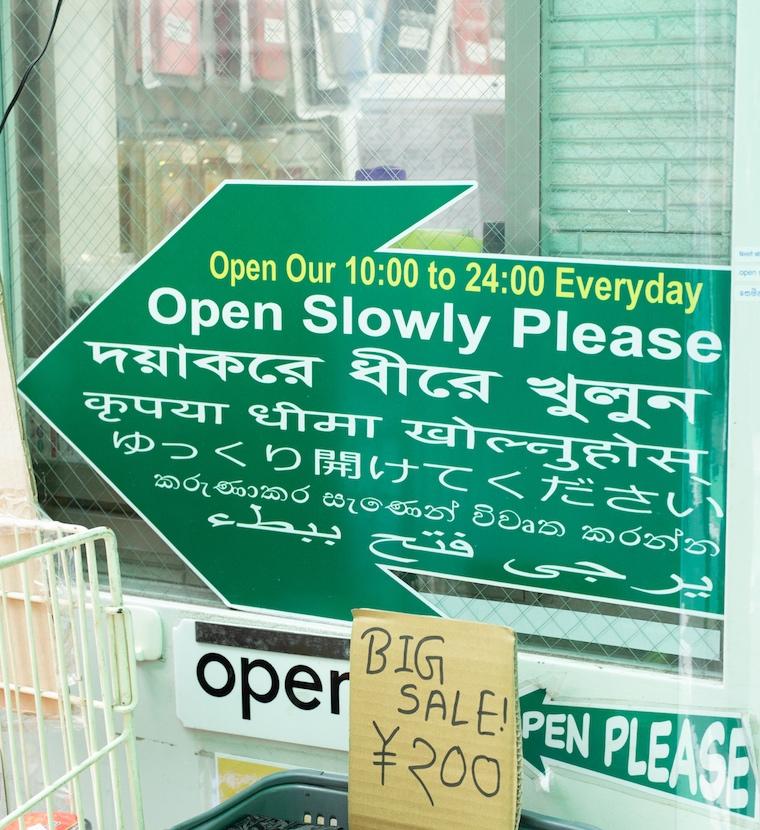 Open Our 10:00 to 24:00 Everyday
Open Slowly Please
দয়াকরে ধীরে খুলুন
कृपया धीमा खोल्नुहोस्
ゆっくり開けてください
කරුණාකර සැණෙන් විවෘත කරන්න
يرجى فتح ببطء
open
BIG
SALE!
¥200
OPEN PLEASE